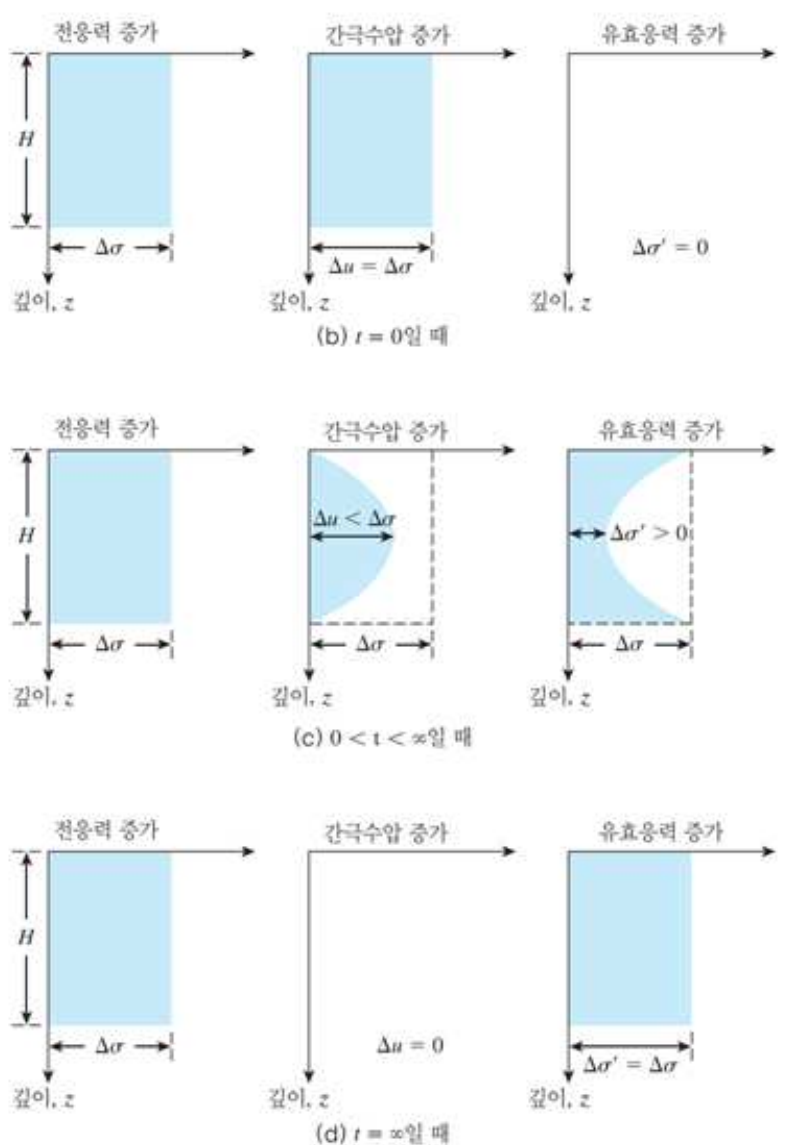 전응력 증가 간극수압 증가 유효응력 증가
H
Δσ Δu = Δσ Δσ′ = 0
깊이, z 깊이, z 깊이, z
(b) t = 0일 때
전응력 증가 간극수압 증가 유효응력 증가
Δu < Δσ
H Δσ′ > 0
Δσ Δσ Δσ
깊이, z 깊이, z 깊이, z
(c) 0 < t < ∞일 때
전응력 증가 간극수압 증가 유효응력 증가
H
Δσ Δu = 0 Δσ′ = Δσ
깊이, z 깊이, z 깊이, z
(d) t = ∞일 때